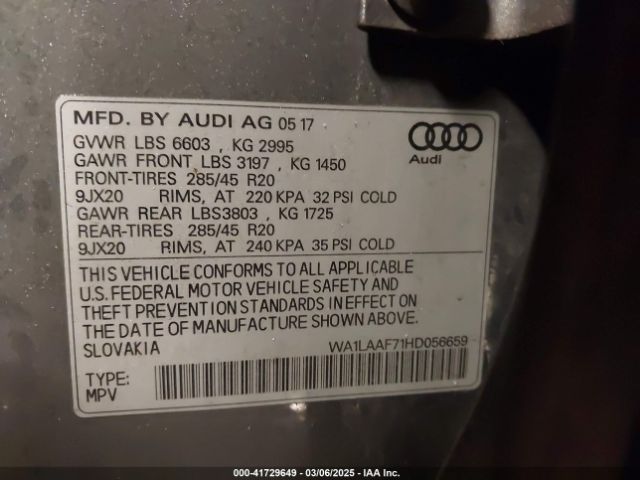 MFD. BY AUDI AG 05 17
GVWR LBS 6603 , KG 2995
GAWR FRONT LBS 3197 , KG 1450
FRONT-TIRES 285/45 R20
9JX20 RIMS, AT 220 KPA 32 PSI COLD
GAWR REAR LBS3803 , KG 1725
REAR-TIRES 285/45 R20
9JX20 RIMS, AT 240 KPA 35 PSI COLD
Audi
THIS VEHICLE CONFORMS TO ALL APPLICABLE
U.S. FEDERAL MOTOR VEHICLE SAFETY AND
THEFT PREVENTION STANDARDS IN EFFECT ON
THE DATE OF MANUFACTURE SHOWN ABOVE.
SLOVAKIA WA1LAAF71HD056659
TYPE:
MPV
000-41729649 — 03/06/2025 — IAA Inc.